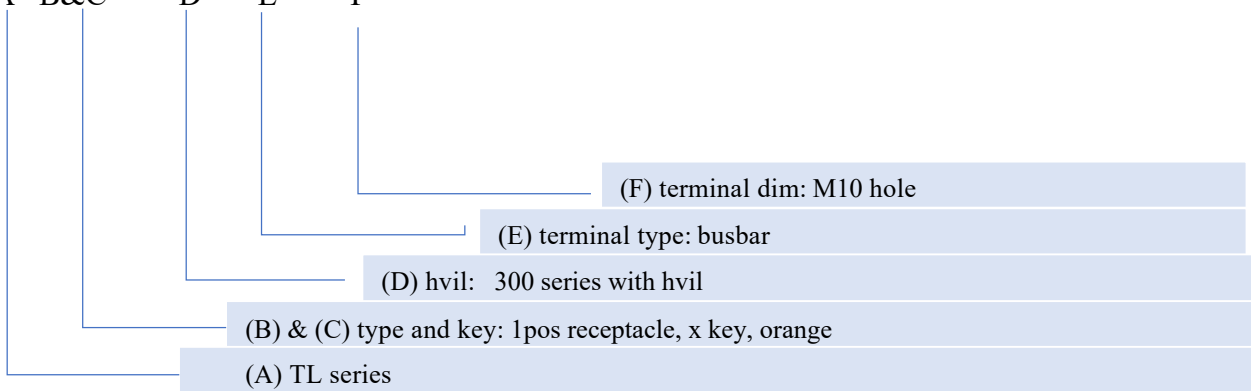 A B&C D E
(F) terminal dim: M10 hole
(E) terminal type: busbar
(D) hvil: 300 series with hvil
(B) & (C) type and key: 1pos receptacle, x key, orange
(A) TL series